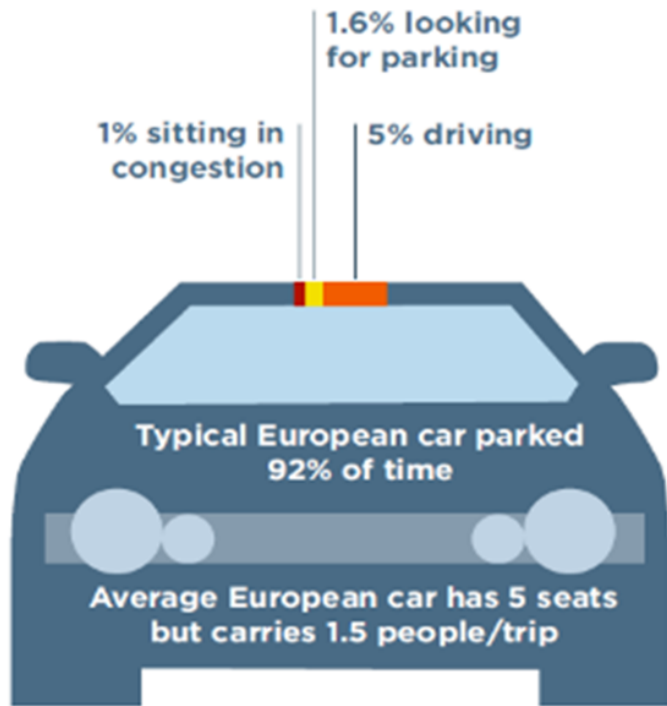 1.6% looking
for parking
1% sitting in
congestion
5% driving
Typical European car parked
92% of time
Average European car has 5 seats
but carries 1.5 people/trip